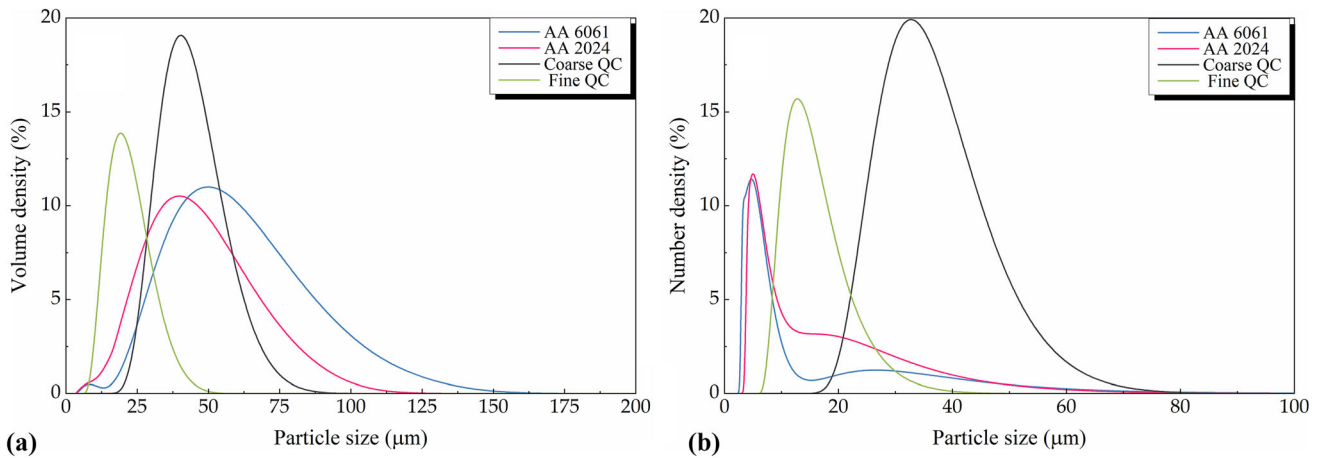 20
15
10
5
0
Volume density (%)
AA 6061
AA 2024
Coarse QC
Fine QC
0 25 50 75 100 125 150 175 200
Particle size (μm)
(a)
20
15
10
5
0
Number density (%)
AA 6061
AA 2024
Coarse QC
Fine QC
0 20 40 60 80 100
Particle size (μm)
(b)